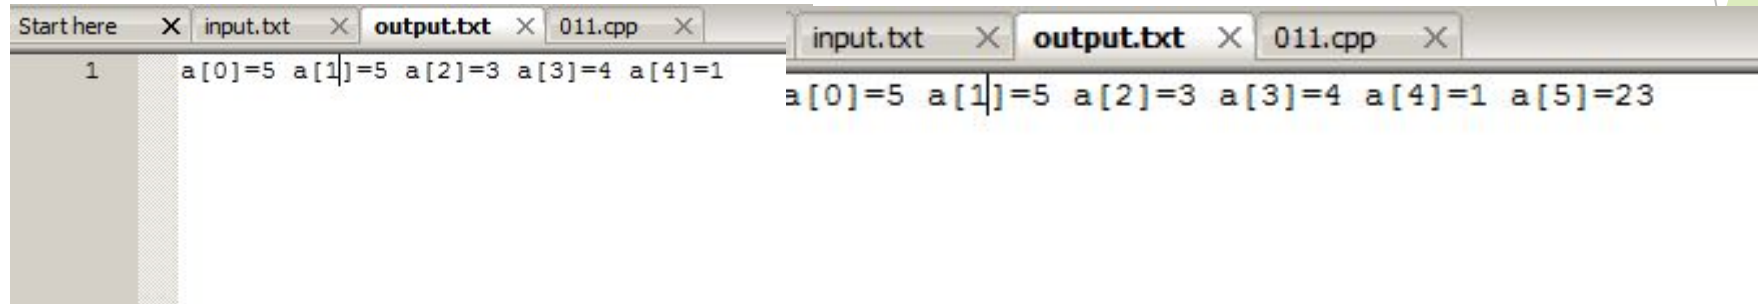 Start here X input.txt X output.txt X 011.cpp X
1 a[0]=5 a[1]=5 a[2]=3 a[3]=4 a[4]=1
input.txt X output.txt X 011.cpp X
a[0]=5 a[1]=5 a[2]=3 a[3]=4 a[4]=1 a[5]=23